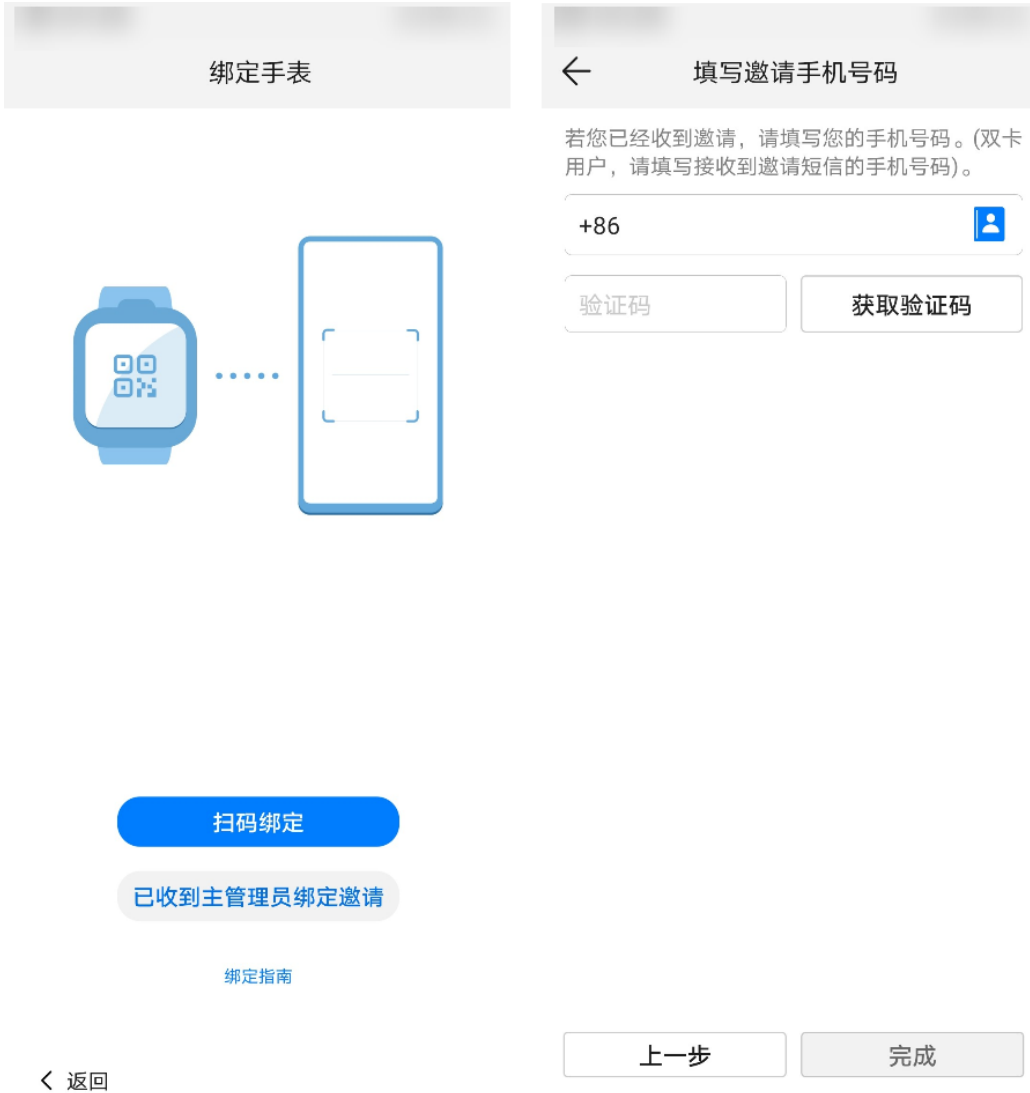 绑定手表
扫码绑定
已收到主管理员绑定邀请
绑定指南
返回
填写邀请手机号码
若您已经收到邀请，请填写您的手机号码。(双卡
用户，请填写接收到邀请短信的手机号码)。
+86
验证码
获取验证码
上一步
完成